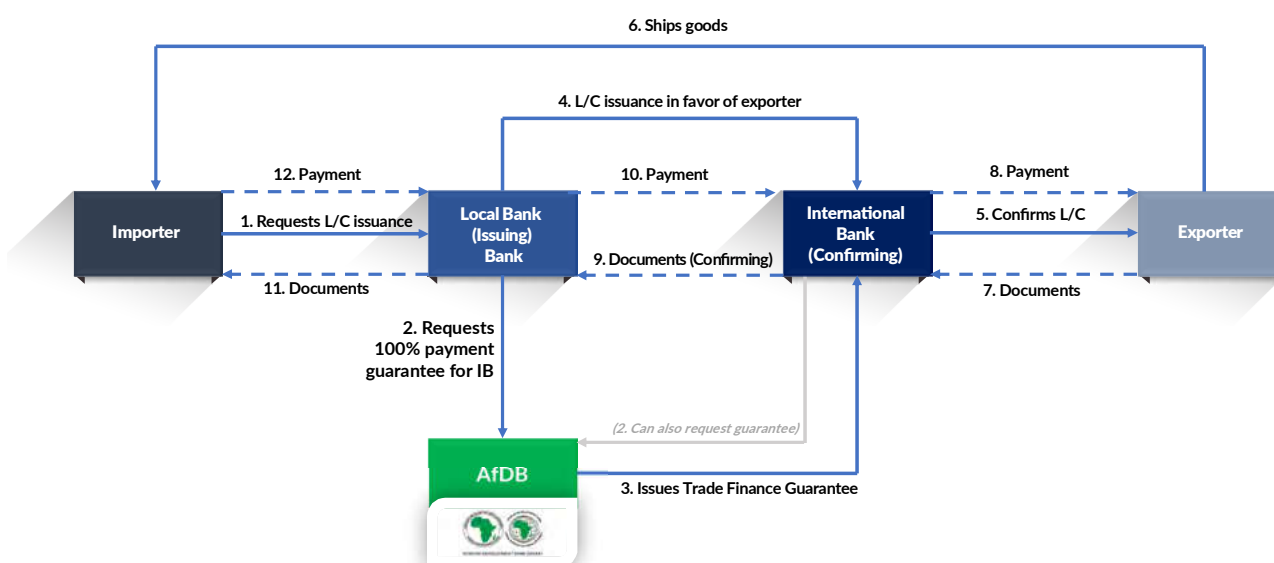 6. Ships goods
4. L/C issuance in favor of exporter
12. Payment
10. Payment
8. Payment
Importer
1. Requests L/C issuance
Local Bank
(Issuing)
Bank
International
Bank
(Confirming)
5. Confirms L/C
Exporter
9. Documents (Confirming)
11. Documents
7. Documents
2. Requests
100% payment
guarantee for IB
(2. Can also request guarantee)
AfDB
3. Issues Trade Finance Guarantee